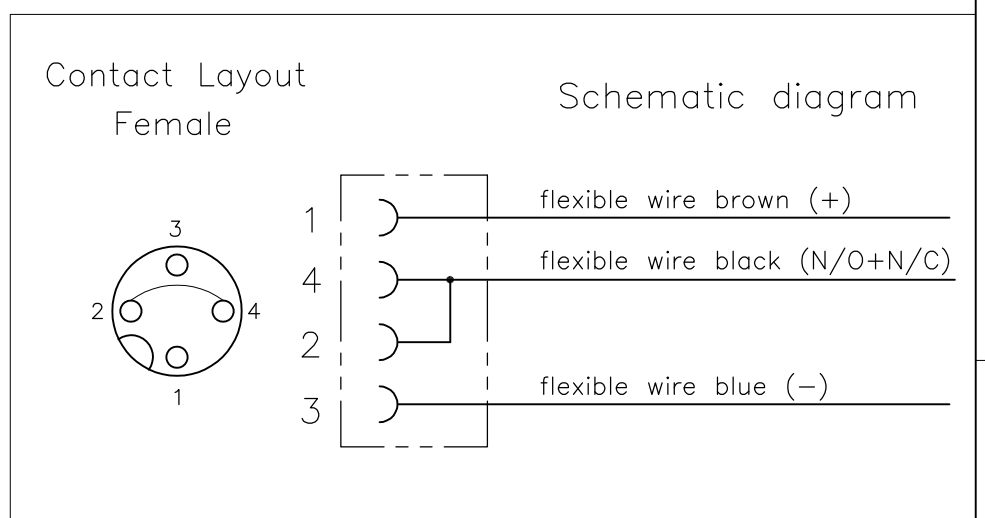 Contact Layout
Female
Schematic diagram
3
2
4
1
1
flexible wire brown (+)
4
flexible wire black (N/O+N/C)
2
3
flexible wire blue (−)